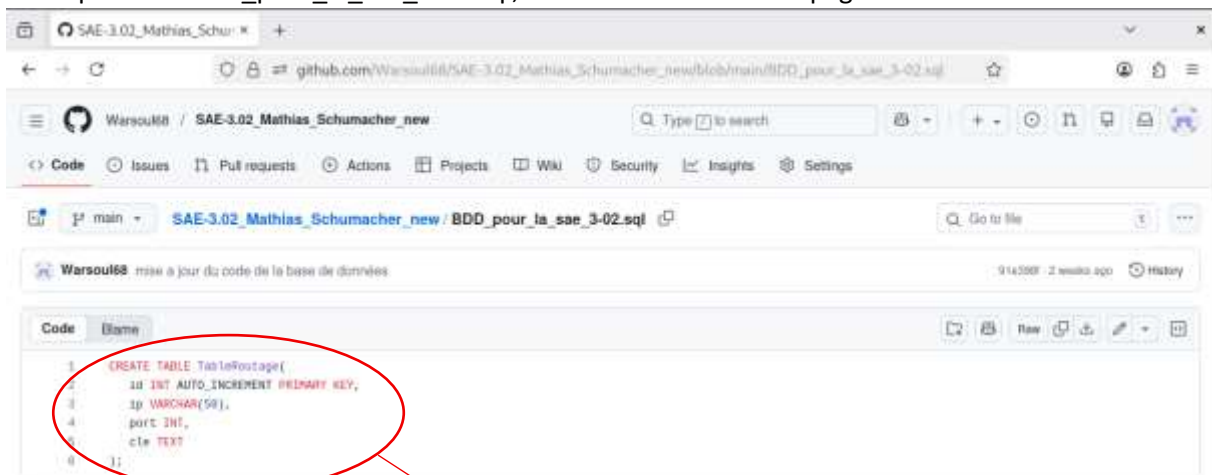 SAE-3.02_Mathias_Schur
github.com/Warsoul68/SAE-3.02_Mathias_Schumacher_new/blob/main/BDD_pour_la_sae_3-02.sql
Warsoul68 / SAE-3.02_Mathias_Schumacher_new
Type / to search
Code Issues Pull requests Actions Projects Wiki Security Insights Settings
main SAE-3.02_Mathias_Schumacher_new / BDD_pour_la_sae_3-02.sql
Go to file t
Warsoul68 mise a jour du code de la base de données
2 weeks ago History
Code Blame
Raw
1 CREATE TABLE TableRoutage(
2 id INT AUTO_INCREMENT PRIMARY KEY,
3 ip VARCHAR(50),
4 port INT,
5 cle TEXT
6 );